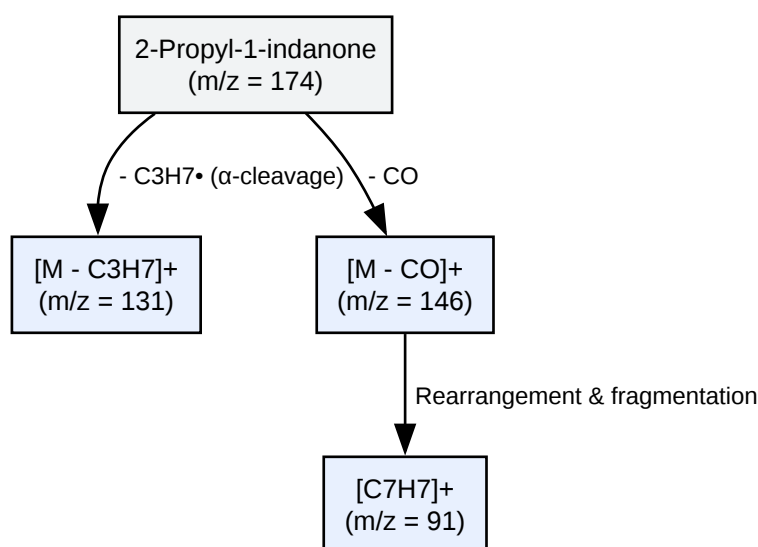 2-Propyl-1-indanone
(m/z = 174)
- C3H7• (α-cleavage)
- CO
[M - C3H7]+
(m/z = 131)
[M - CO]+
(m/z = 146)
Rearrangement & fragmentation
[C7H7]+
(m/z = 91)